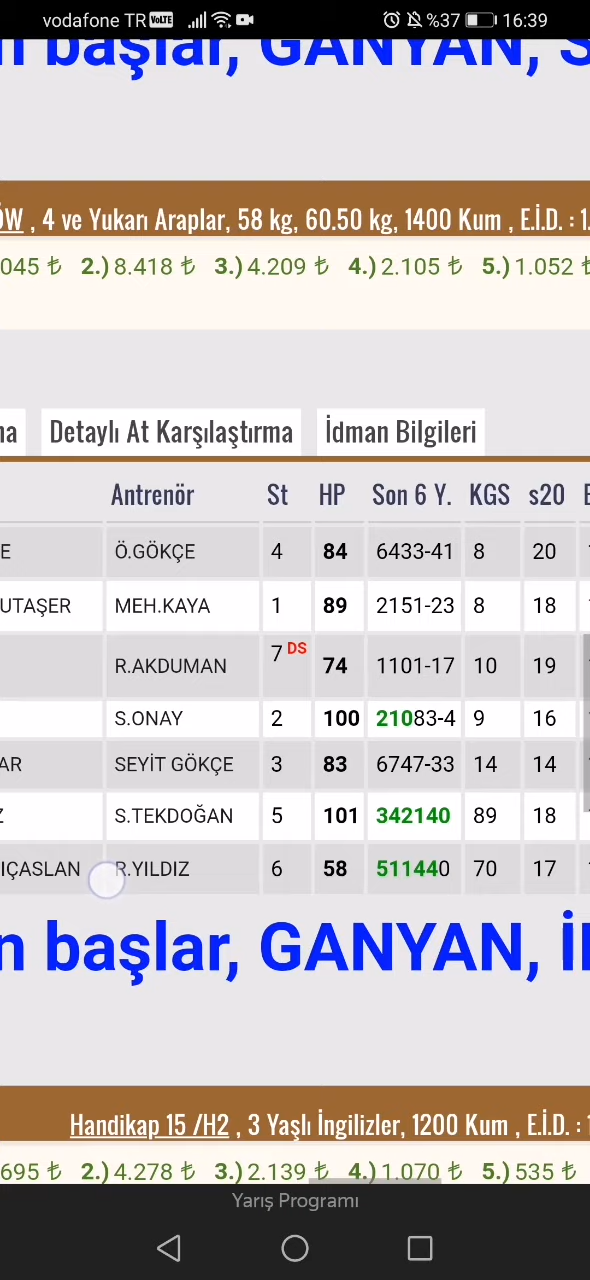 vodafone TR VoLTE %37 16:39
başlar, GANYAN, S
ÖW , 4 ve Yukarı Araplar, 58 kg, 60.50 kg, 1400 Kum , E.İ.D. : 1.
045 ₺ 2.) 8.418 ₺ 3.) 4.209 ₺ 4.) 2.105 ₺ 5.) 1.052 ₺
na Detaylı At Karşılaştırma İdman Bilgileri
Antrenör St HP Son 6 Y. KGS s20 E
E Ö.GÖKÇE 4 84 6433-41 8 20
UTAŞER MEH.KAYA 1 89 2151-23 8 18
R.AKDUMAN 7 DS 74 1101-17 10 19
S.ONAY 2 100 21083-4 9 16
AR SEYİT GÖKÇE 3 83 6747-33 14 14
Z S.TEKDOĞAN 5 101 342140 89 18
IÇASLAN R.YILDIZ 6 58 511440 70 17
n başlar, GANYAN, İ
Handikap 15 /H2 , 3 Yaşlı İngilizler, 1200 Kum , E.İ.D. : 1
695 ₺ 2.) 4.278 ₺ 3.) 2.139 ₺ 4.) 1.070 ₺ 5.) 535 ₺
Yarış Programı